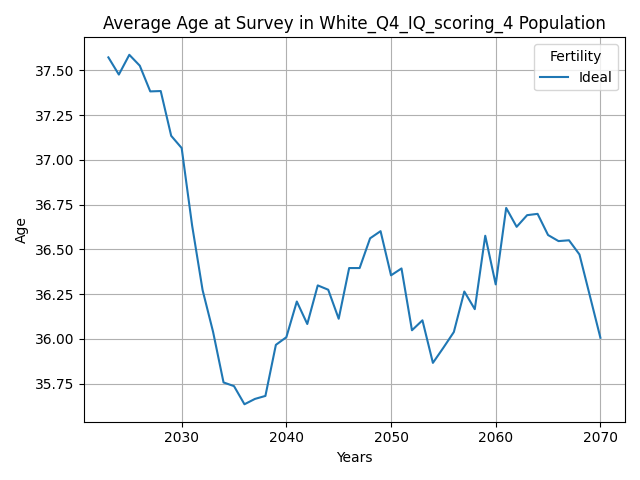 Average Age at Survey in White_Q4_IQ_scoring_4 Population
Fertility
Ideal
37.50
37.25
37.00
36.75
36.50
36.25
36.00
35.75
Age
2030 2040 2050 2060 2070
Years